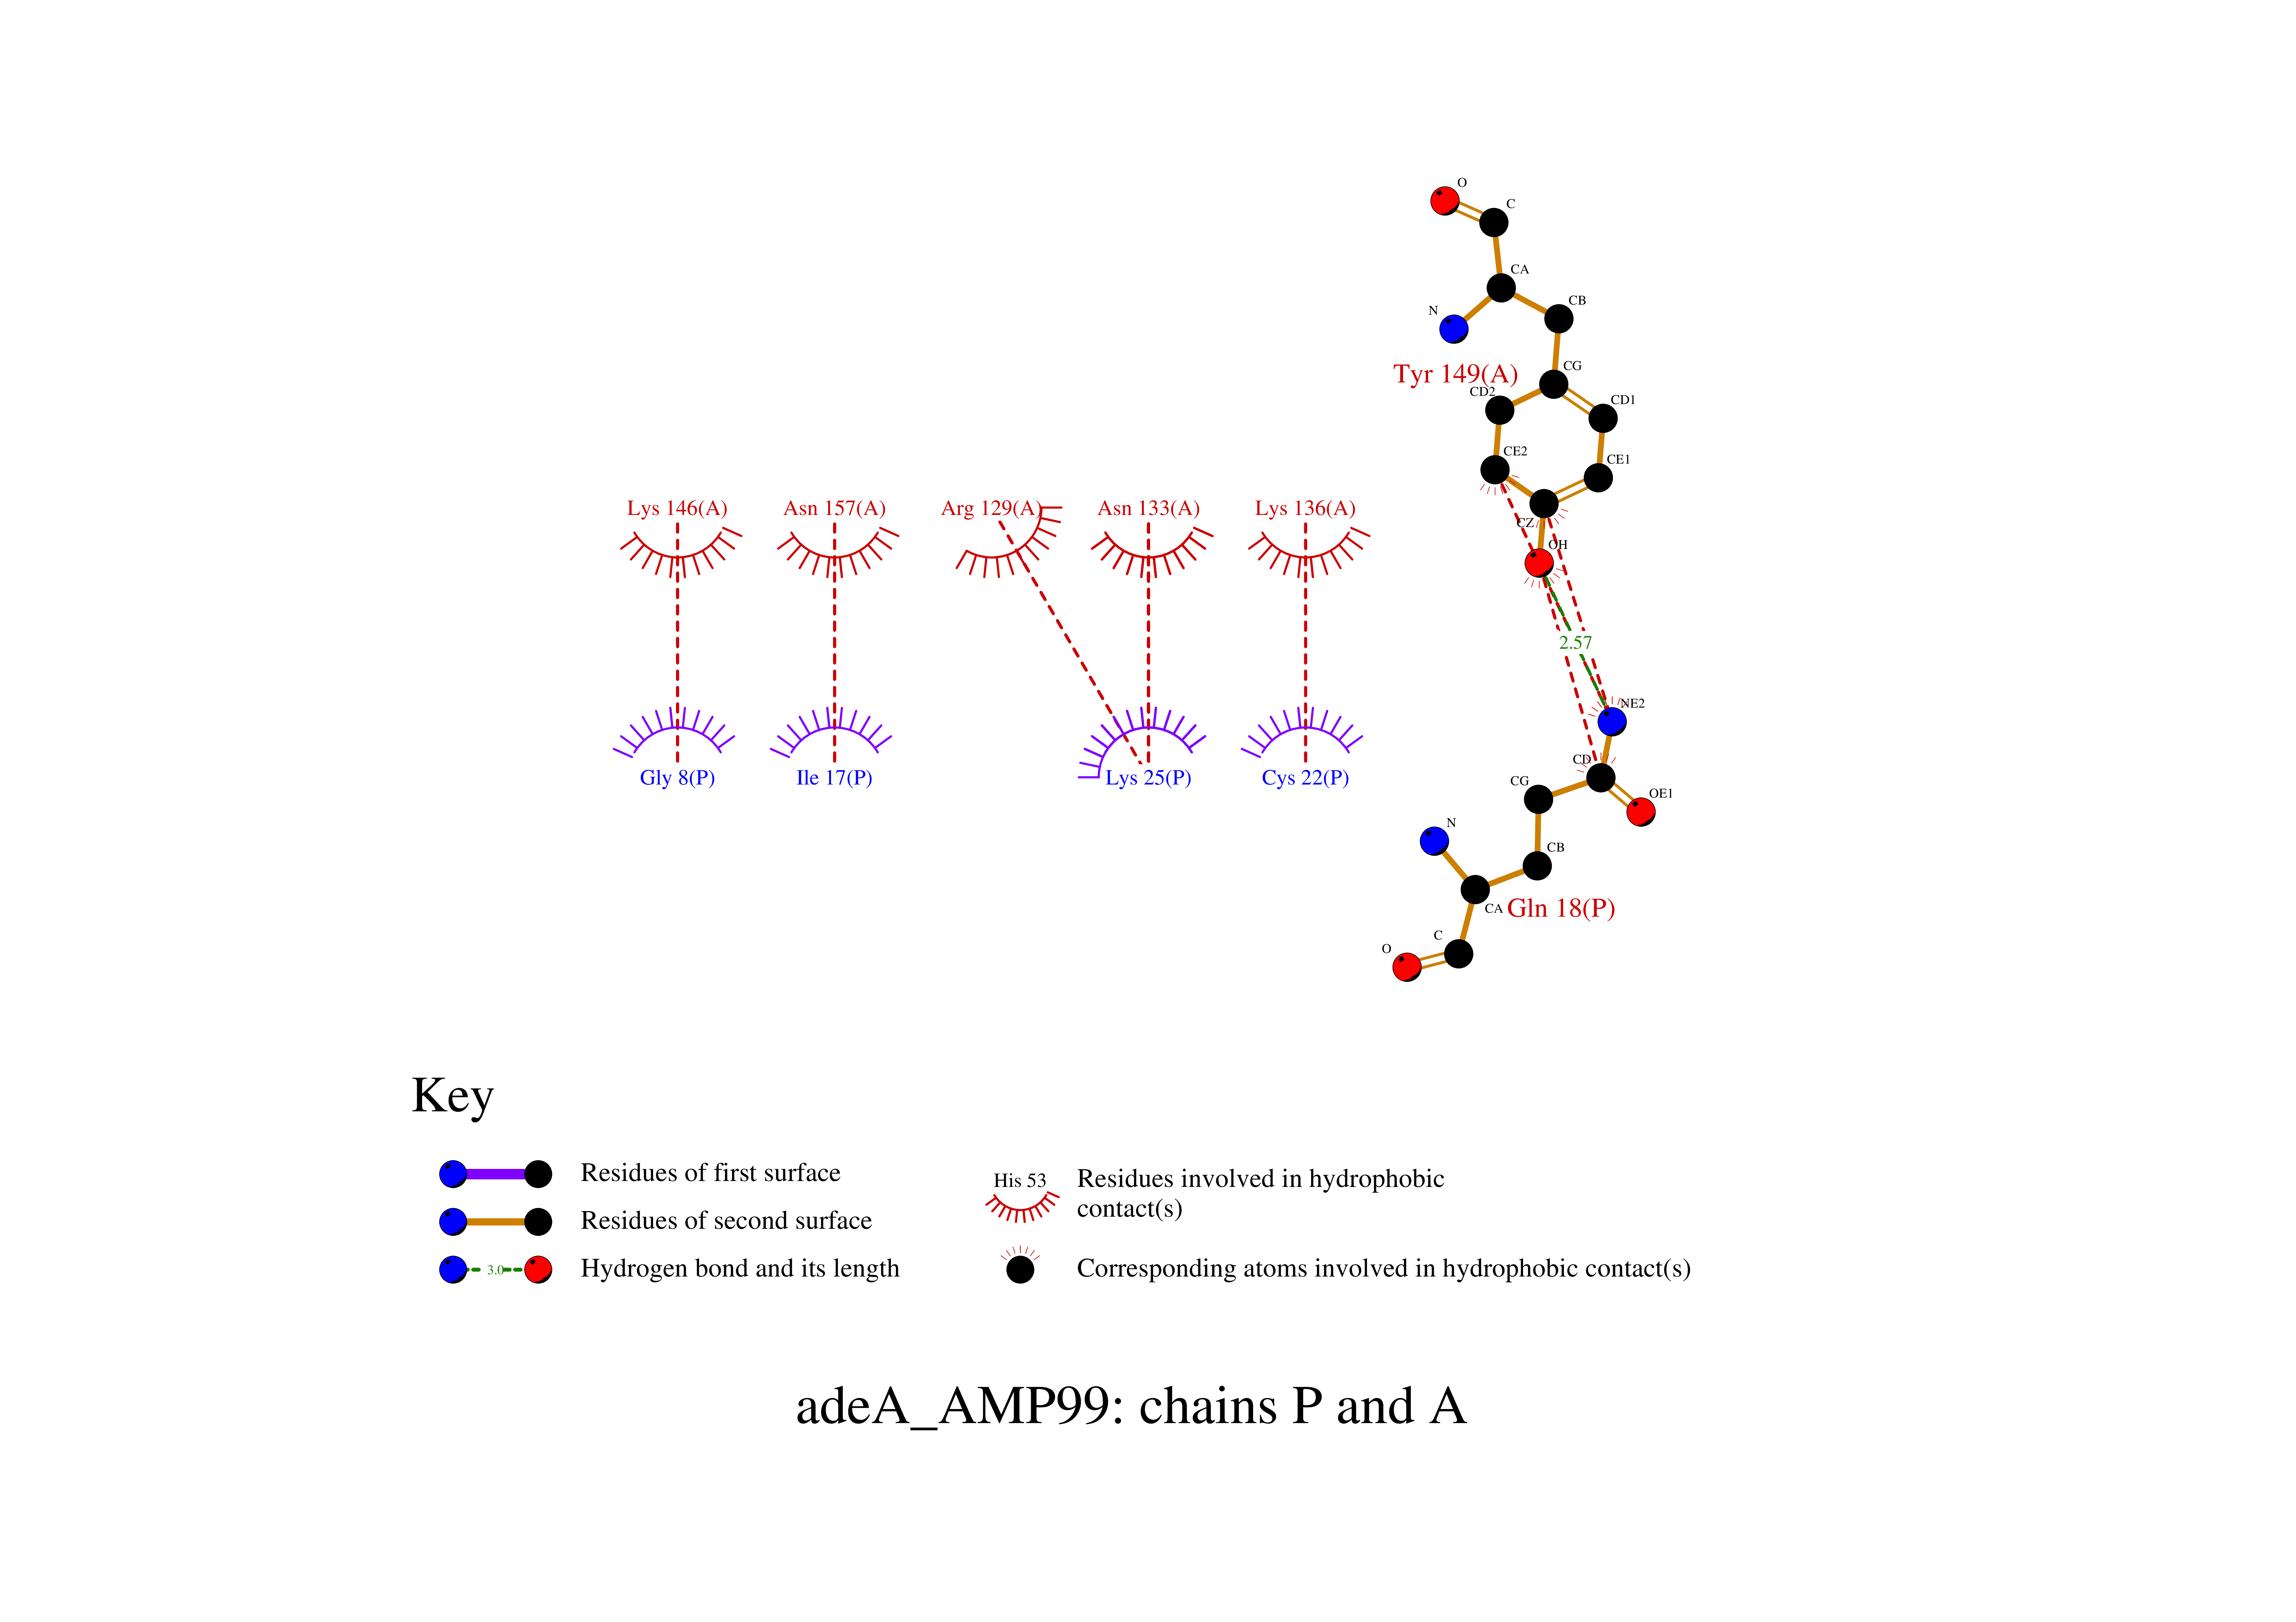 O
C
CA
CB
N
Tyr 149(A)
CG
CD2
CD1
CE2
CE1
CZ
OH
Lys 146(A) Asn 157(A) Arg 129(A) Asn 133(A) Lys 136(A)
2.57
NE2
CD
Gly 8(P) Ile 17(P) Lys 25(P) Cys 22(P)
CG
OE1
N
CB
CA
Gln 18(P)
C
O
Key
Residues of first surface
Residues of second surface
3.0
Hydrogen bond and its length
His 53
Residues involved in hydrophobic
contact(s)
Corresponding atoms involved in hydrophobic contact(s)
adeA_AMP99: chains P and A